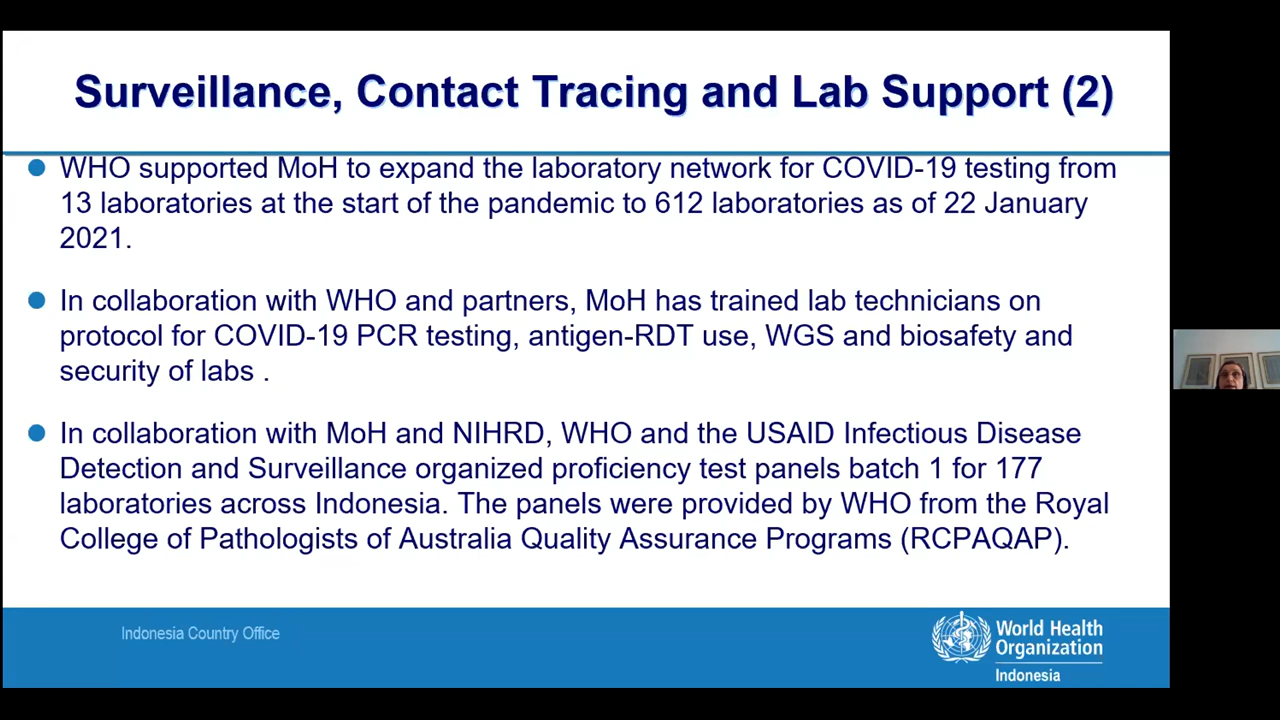 Surveillance, Contact Tracing and Lab Support (2)
WHO supported MoH to expand the laboratory network for COVID-19 testing from
13 laboratories at the start of the pandemic to 612 laboratories as of 22 January
2021.
In collaboration with WHO and partners, MoH has trained lab technicians on
protocol for COVID-19 PCR testing, antigen-RDT use, WGS and biosafety and
security of labs .
In collaboration with MoH and NIHRD, WHO and the USAID Infectious Disease
Detection and Surveillance organized proficiency test panels batch 1 for 177
laboratories across Indonesia. The panels were provided by WHO from the Royal
College of Pathologists of Australia Quality Assurance Programs (RCPAQAP).
Indonesia Country Office
World Health
Organization
Indonesia